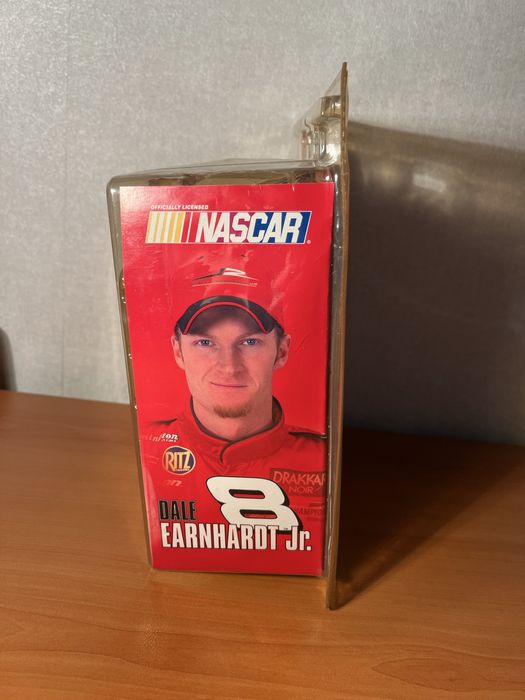 OFFICIALLY LICENSED
NASCAR
RITZ
DRAKKAR
NOIR
8
DALE
EARNHARDT Jr.